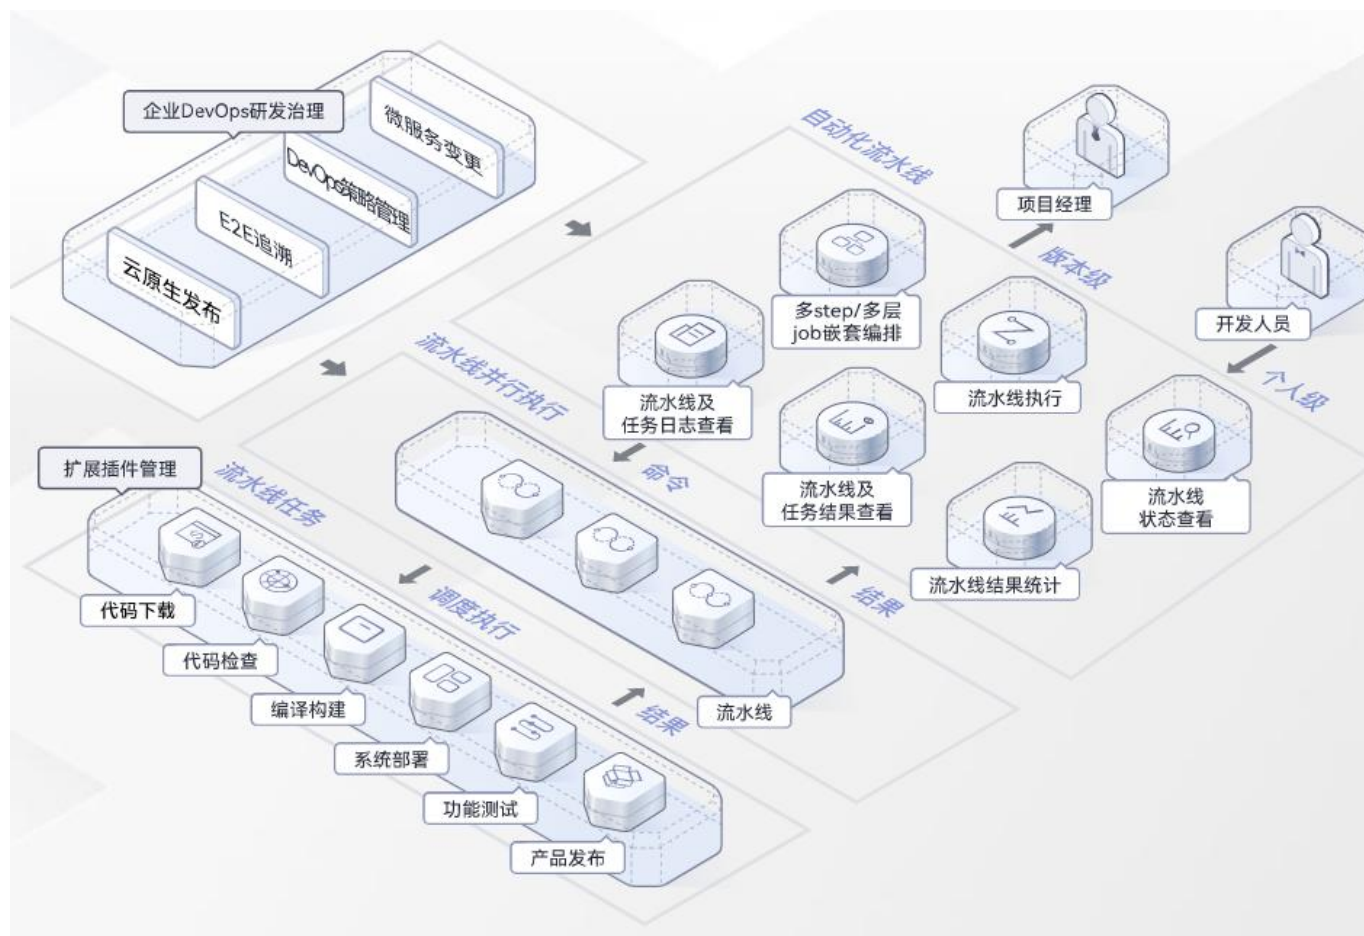 企业DevOps研发治理
微服务变更
DevOps策略管理
E2E追溯
云原生发布
自动化流水线
项目经理
版本级
开发人员
个人级
多step/多层
job嵌套编排
流水线执行
流水线及
任务日志查看
流水线及
任务结果查看
流水线
状态查看
流水线结果统计
流水线并行执行
命令
结果
流水线
扩展插件管理
流水线任务
调度执行
结果
代码下载
代码检查
编译构建
系统部署
功能测试
产品发布